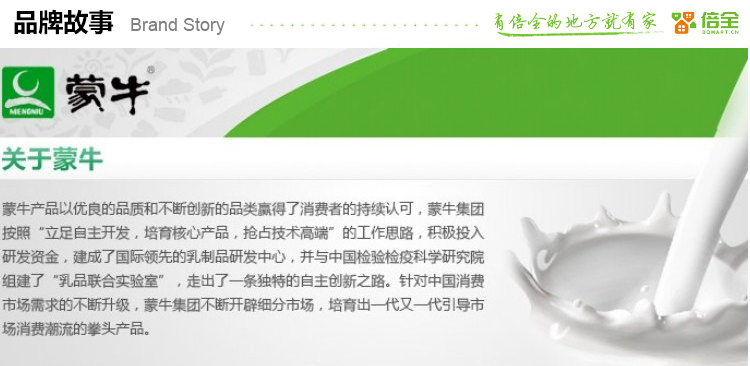 品牌故事 Brand Story
有倍全的地方就有家
倍全
BQMART.CN
MENGNIU
蒙牛®
关于蒙牛
蒙牛产品以优良的品质和不断创新的品类赢得了消费者的持续认可，蒙牛集团
按照“立足自主开发，培育核心产品，抢占技术高端”的工作思路，积极投入
研发资金，建成了国际领先的乳制品研发中心，并与中国检验检疫科学研究院
组建了“乳品联合实验室”，走出了一条独特的自主创新之路。针对中国消费
市场需求的不断升级，蒙牛集团不断开辟细分市场，培育出一代又一代引导市
场消费潮流的拳头产品。